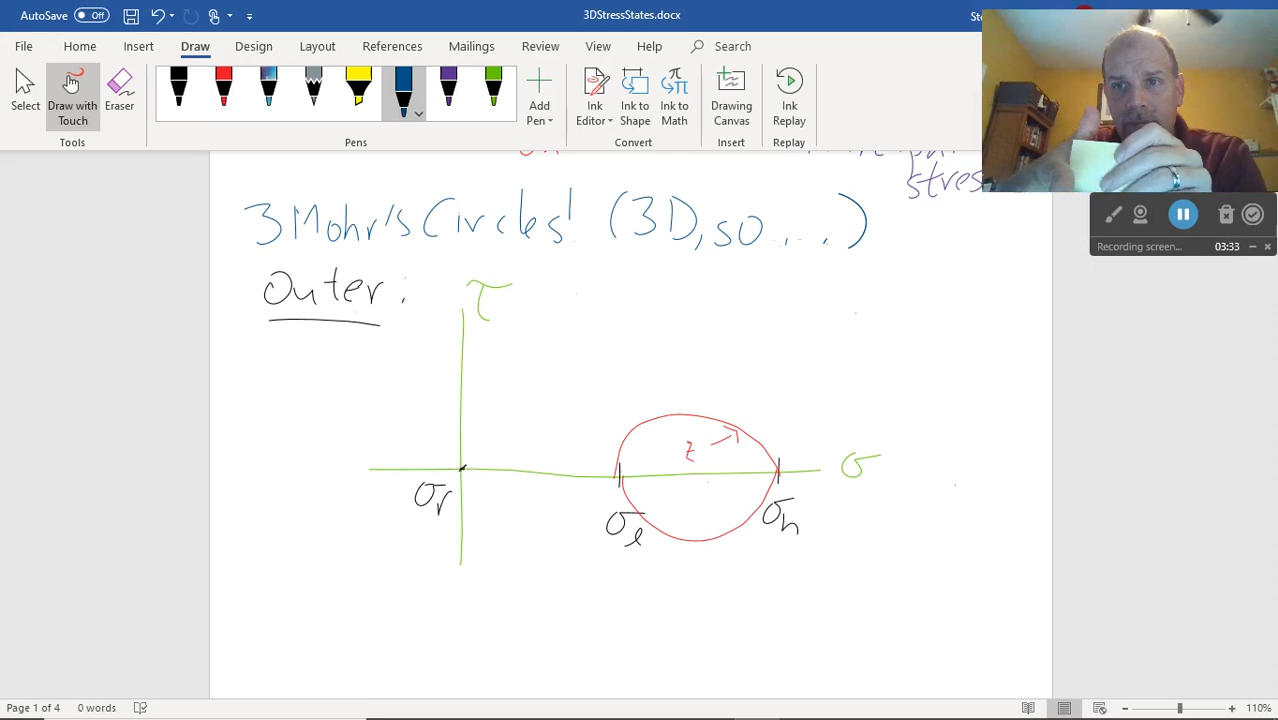 AutoSave Off 3DStressStates.docx
File Home Insert Draw Design Layout References Mailings Review View Help Search
Select Draw with Touch Eraser Add Pen Ink Editor Ink to Shape Ink to Math Drawing Canvas Ink Replay
Tools Pens Convert Insert Replay
Recording screen... 03:33
stres
3 Mohr's Circles! (3D, so ....)
Outer:
τ
z
σ
σr
σl
σh
Page 1 of 4 0 words 110%